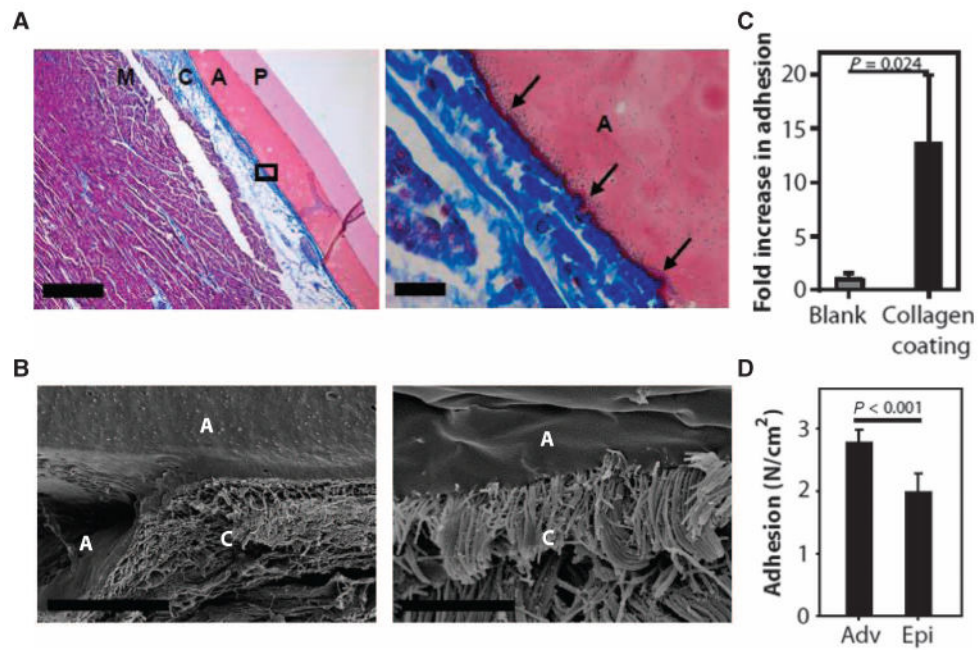 A
M C A P
A
B
A
A
C
A
C
C
Fold increase in adhesion
20
15
10
5
0
P = 0.024
Blank
Collagen
coating
D
Adhesion (N/cm²)
3
2
1
0
P < 0.001
Adv
Epi